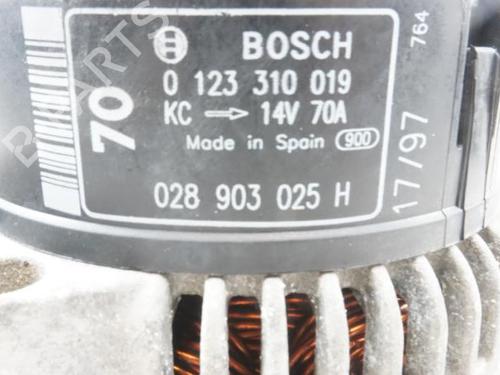 BOSCH
0 123 310 019
KC → 14V 70A
Made in Spain 900
028 903 025 H
70
17/97
764
B-PARTS